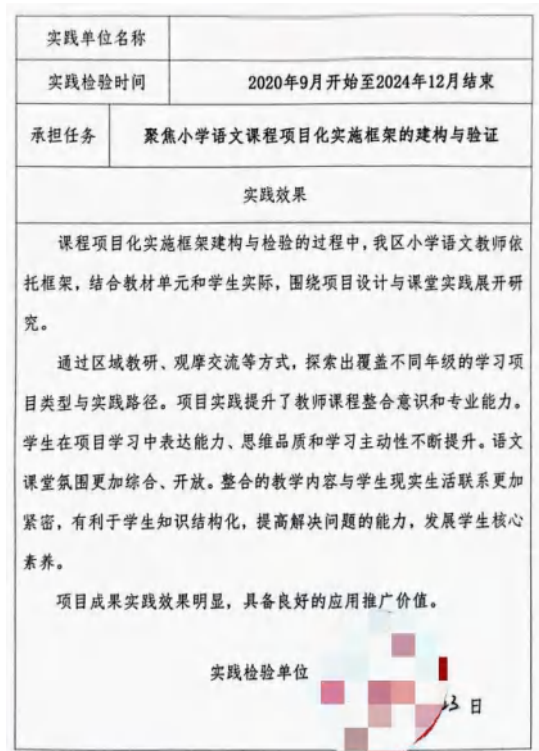 实践单位名称
实践检验时间 2020年9月开始至2024年12月结束
承担任务 聚焦小学语文课程项目化实施框架的建构与验证
实践效果
课程项目化实施框架建构与检验的过程中，我区小学语文教师依
托框架，结合教材单元和学生实际，围绕项目设计与课堂实践展开研
究。
通过区域教研、观摩交流等方式，探索出覆盖不同年级的学习项
目类型与实践路径。项目实践提升了教师课程整合意识和专业能力。
学生在项目学习中表达能力、思维品质和学习主动性不断提升。语文
课堂氛围更加综合、开放。整合的教学内容与学生现实生活联系更加
紧密，有利于学生知识结构化，提高解决问题的能力，发展学生核心
素养。
项目成果实践效果明显，具备良好的应用推广价值。
实践检验单位
日